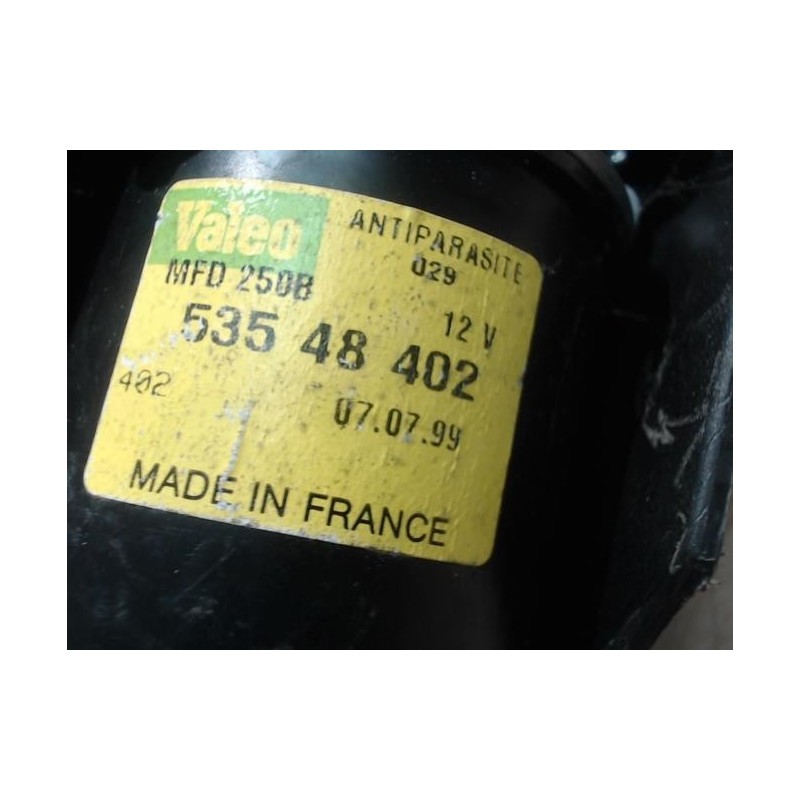 Valeo
ANTIPARASITE
029
MFD 250B
12 V
535 48 402
402
07.07.99
MADE IN FRANCE